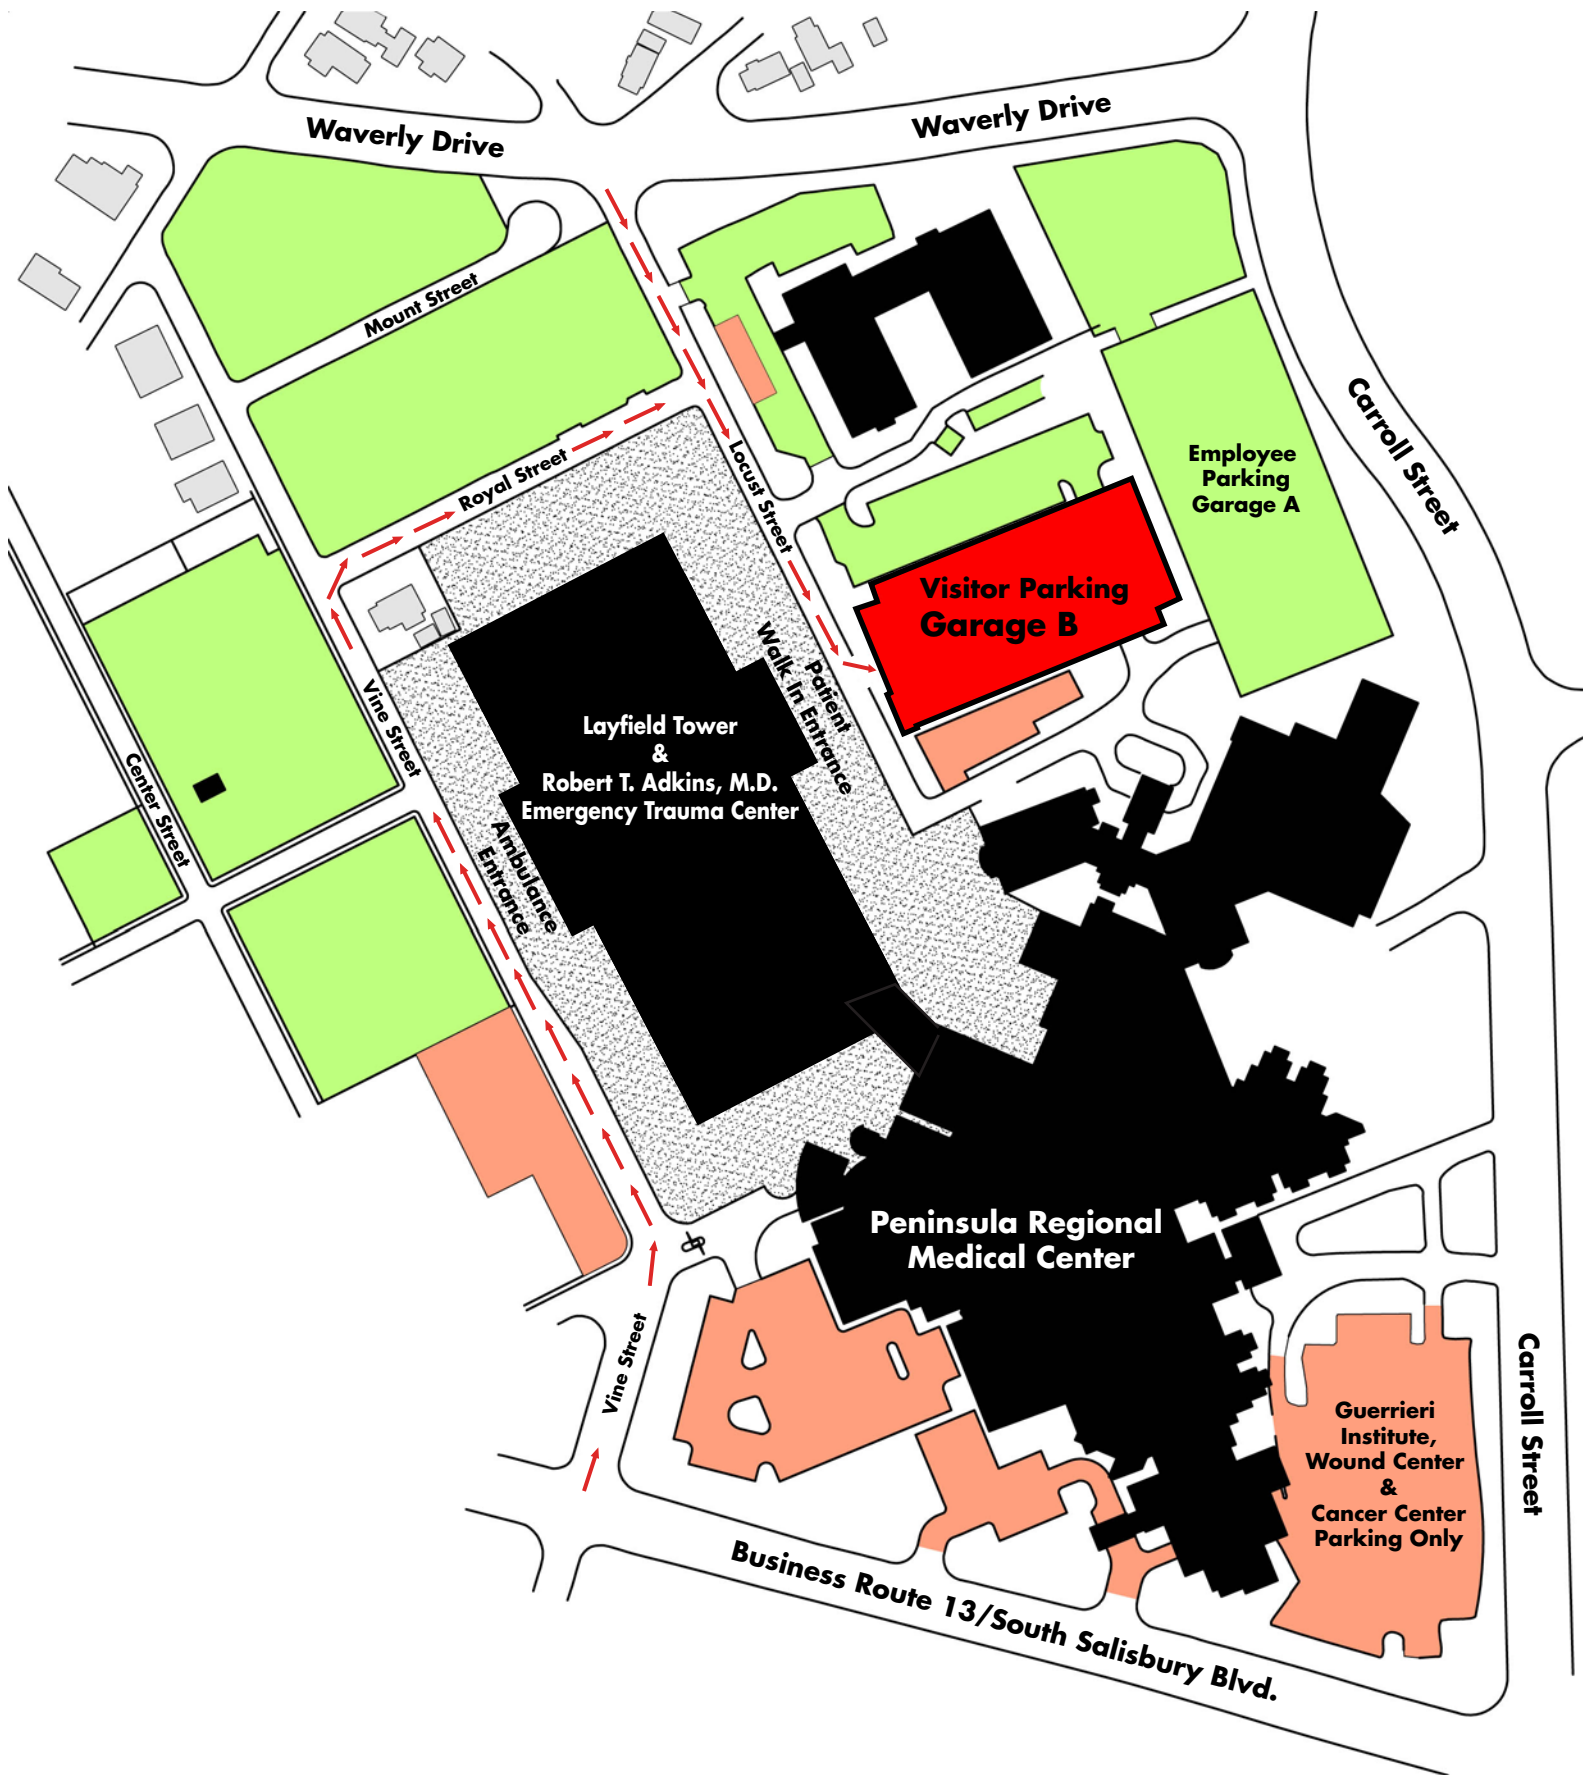 Waverly Drive
Waverly Drive
Mount Street
Carroll Street
Employee
Parking
Garage A
Royal Street
Locust Street
Visitor Parking
Garage B
Patient
Walk In Entrance
Vine Street
Layfield Tower
&
Robert T. Adkins, M.D.
Emergency Trauma Center
Center Street
Ambulance
Entrance
Peninsula Regional
Medical Center
Vine Street
Carroll Street
Guerrieri
Institute,
Wound Center
&
Cancer Center
Parking Only
Business Route 13/South Salisbury Blvd.